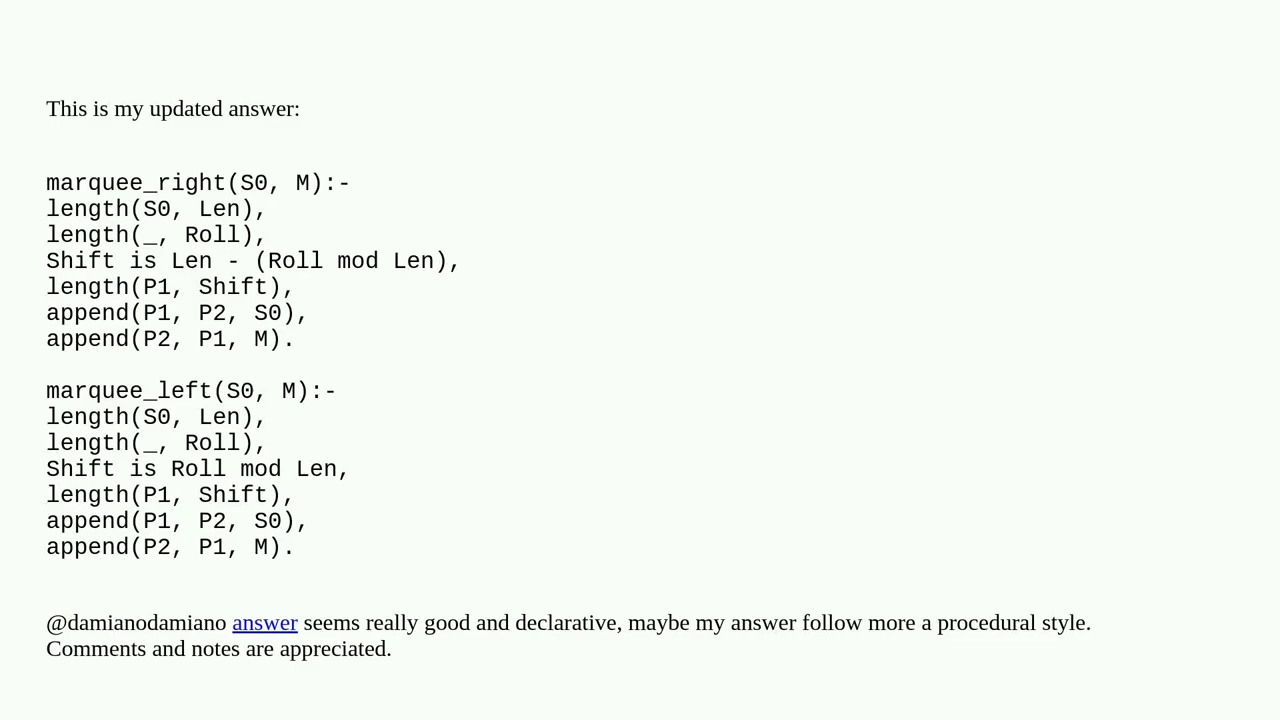 This is my updated answer:
marquee_right(S0, M):-
length(S0, Len),
length(_, Roll),
Shift is Len - (Roll mod Len),
length(P1, Shift),
append(P1, P2, S0),
append(P2, P1, M).
marquee_left(S0, M):-
length(S0, Len),
length(_, Roll),
Shift is Roll mod Len,
length(P1, Shift),
append(P1, P2, S0),
append(P2, P1, M).
@damianodamiano answer seems really good and declarative, maybe my answer follow more a procedural style.
Comments and notes are appreciated.